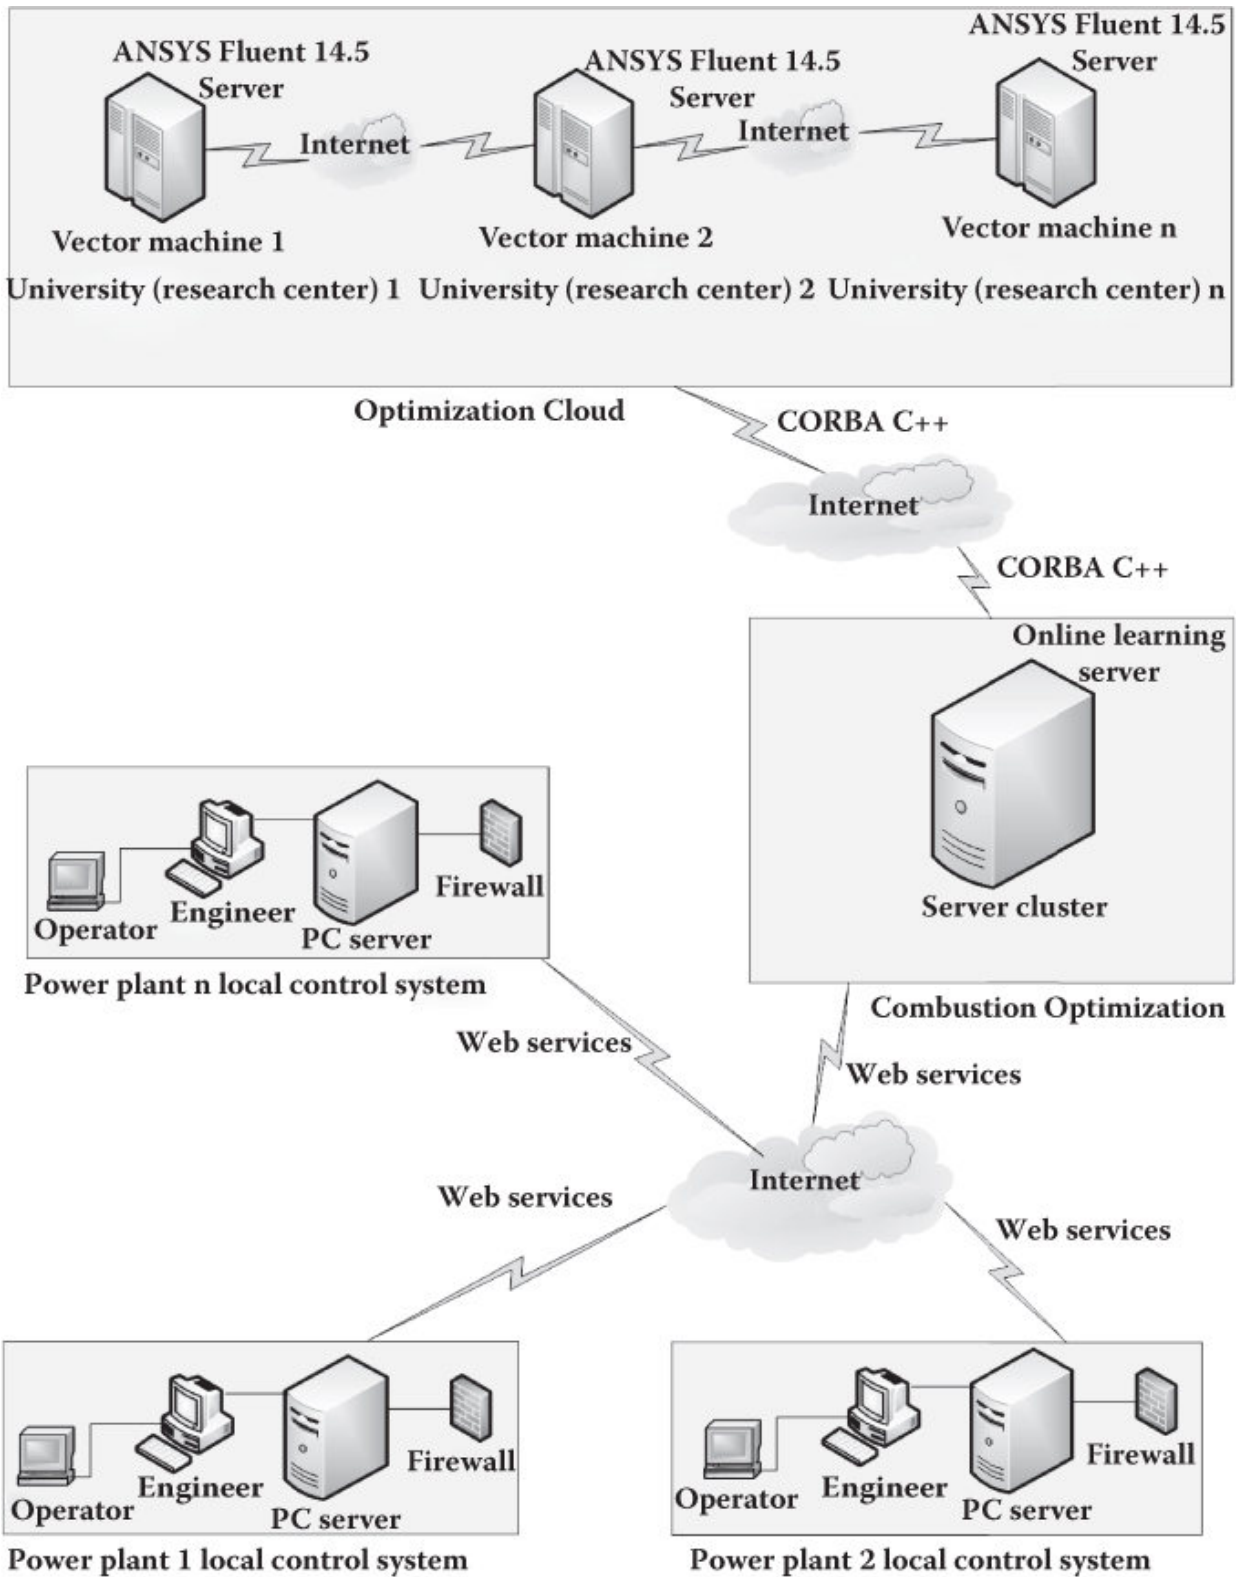 ANSYS Fluent 14.5
Server
ANSYS Fluent 14.5
Server
ANSYS Fluent 14.5
Server
Internet
Internet
Vector machine 1
Vector machine 2
Vector machine n
University (research center) 1
University (research center) 2
University (research center) n
Optimization Cloud
CORBA C++
Internet
CORBA C++
Online learning
server
Server cluster
Combustion Optimization
Operator
Engineer
PC server
Firewall
Power plant n local control system
Web services
Web services
Internet
Web services
Web services
Operator
Engineer
PC server
Firewall
Power plant 1 local control system
Operator
Engineer
PC server
Firewall
Power plant 2 local control system